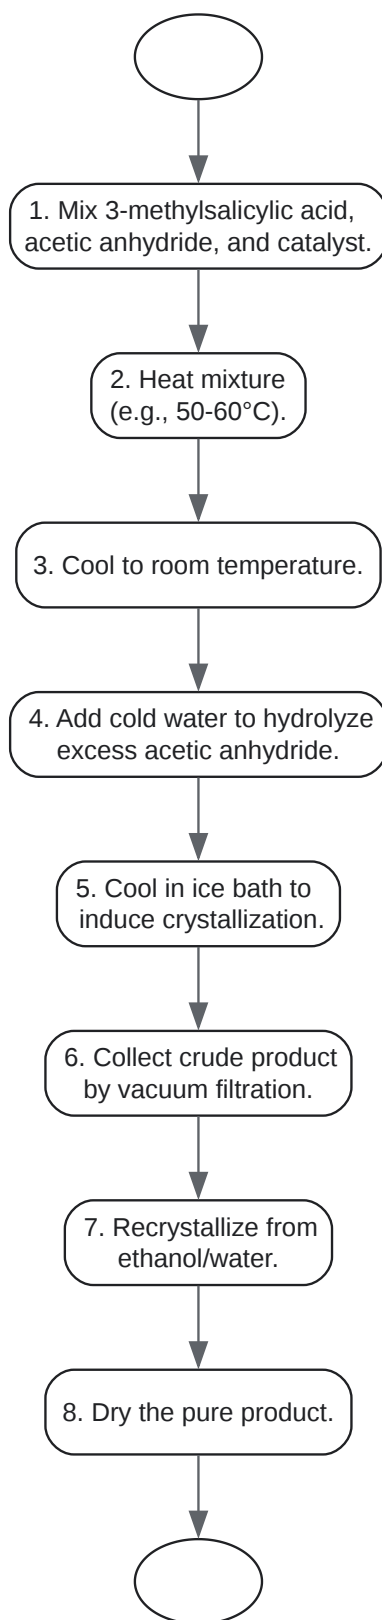 1. Mix 3-methylsalicylic acid,
acetic anhydride, and catalyst.
2. Heat mixture
(e.g., 50-60°C).
3. Cool to room temperature.
4. Add cold water to hydrolyze
excess acetic anhydride.
5. Cool in ice bath to
induce crystallization.
6. Collect crude product
by vacuum filtration.
7. Recrystallize from
ethanol/water.
8. Dry the pure product.